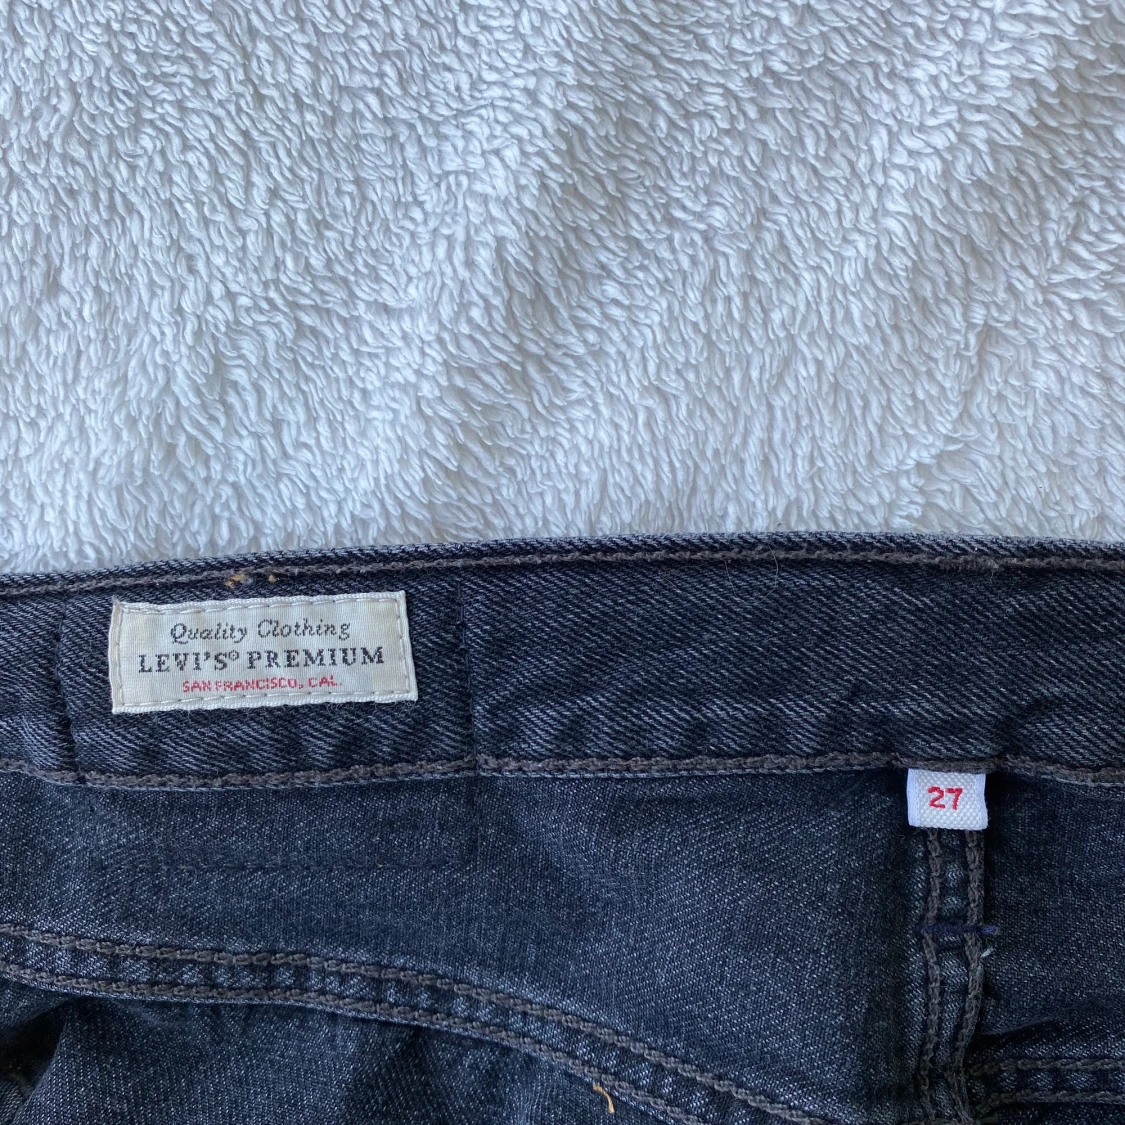 Quality Clothing
LEVI'S® PREMIUM
SAN FRANCISCO, CAL.
27